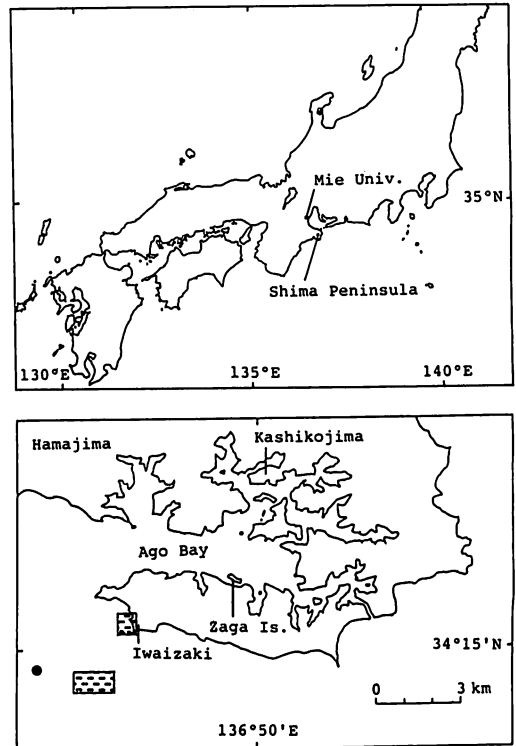 Mie Univ.
35°N
Shima Peninsula
130°E
135°E
140°E
Hamajima
Kashikojima
Ago Bay
Zaga Is.
Iwaizaki
34°15'N
0
3 km
136°50'E